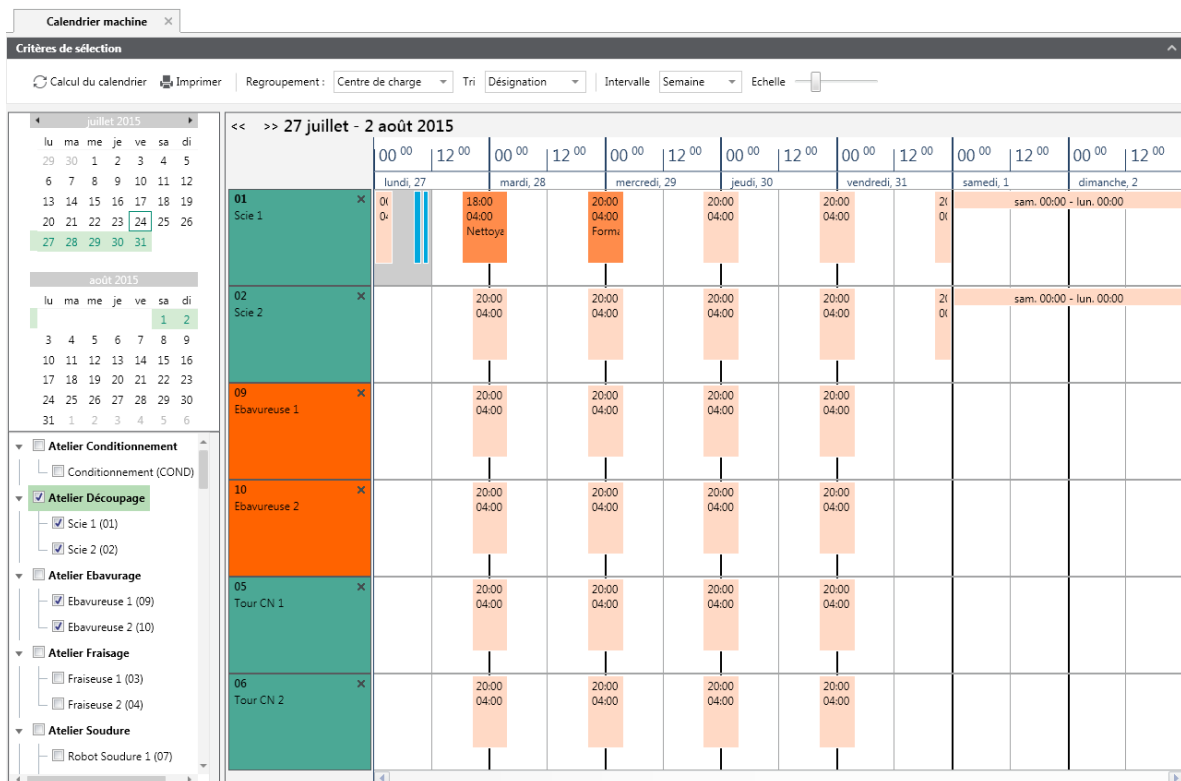 Calendrier machine
Critères de sélection
Calcul du calendrier Imprimer Regroupement : Centre de charge Tri Désignation Intervalle Semaine Echelle
juillet 2015
lu ma me je ve sa di
29 30 1 2 3 4 5
6 7 8 9 10 11 12
13 14 15 16 17 18 19
20 21 22 23 24 25 26
27 28 29 30 31
août 2015
lu ma me je ve sa di
1 2
3 4 5 6 7 8 9
10 11 12 13 14 15 16
17 18 19 20 21 22 23
24 25 26 27 28 29 30
31 1 2 3 4 5 6
Atelier Conditionnement
Conditionnement (COND)
Atelier Découpage
Scie 1 (01)
Scie 2 (02)
Atelier Ebavurage
Ebavureuse 1 (09)
Ebavureuse 2 (10)
Atelier Fraisage
Fraiseuse 1 (03)
Fraiseuse 2 (04)
Atelier Soudure
Robot Soudure 1 (07)
<< >> 27 juillet - 2 août 2015
00 00 12 00 00 00 12 00 00 00 12 00 00 00 12 00 00 00 12 00 00 00 12 00 00 00 12 00
lundi, 27 mardi, 28 mercredi, 29 jeudi, 30 vendredi, 31 samedi, 1 dimanche, 2
01 18:00 20:00 20:00 20:00 sam. 00:00 - lun. 00:00
Scie 1 04:00 04:00 04:00 04:00
Nettoya Forma
02 20:00 20:00 20:00 20:00 sam. 00:00 - lun. 00:00
Scie 2 04:00 04:00 04:00 04:00
09 20:00 20:00 20:00 20:00
Ebavureuse 1 04:00 04:00 04:00 04:00
10 20:00 20:00 20:00 20:00
Ebavureuse 2 04:00 04:00 04:00 04:00
05 20:00 20:00 20:00 20:00
Tour CN 1 04:00 04:00 04:00 04:00
06 20:00 20:00 20:00 20:00
Tour CN 2 04:00 04:00 04:00 04:00